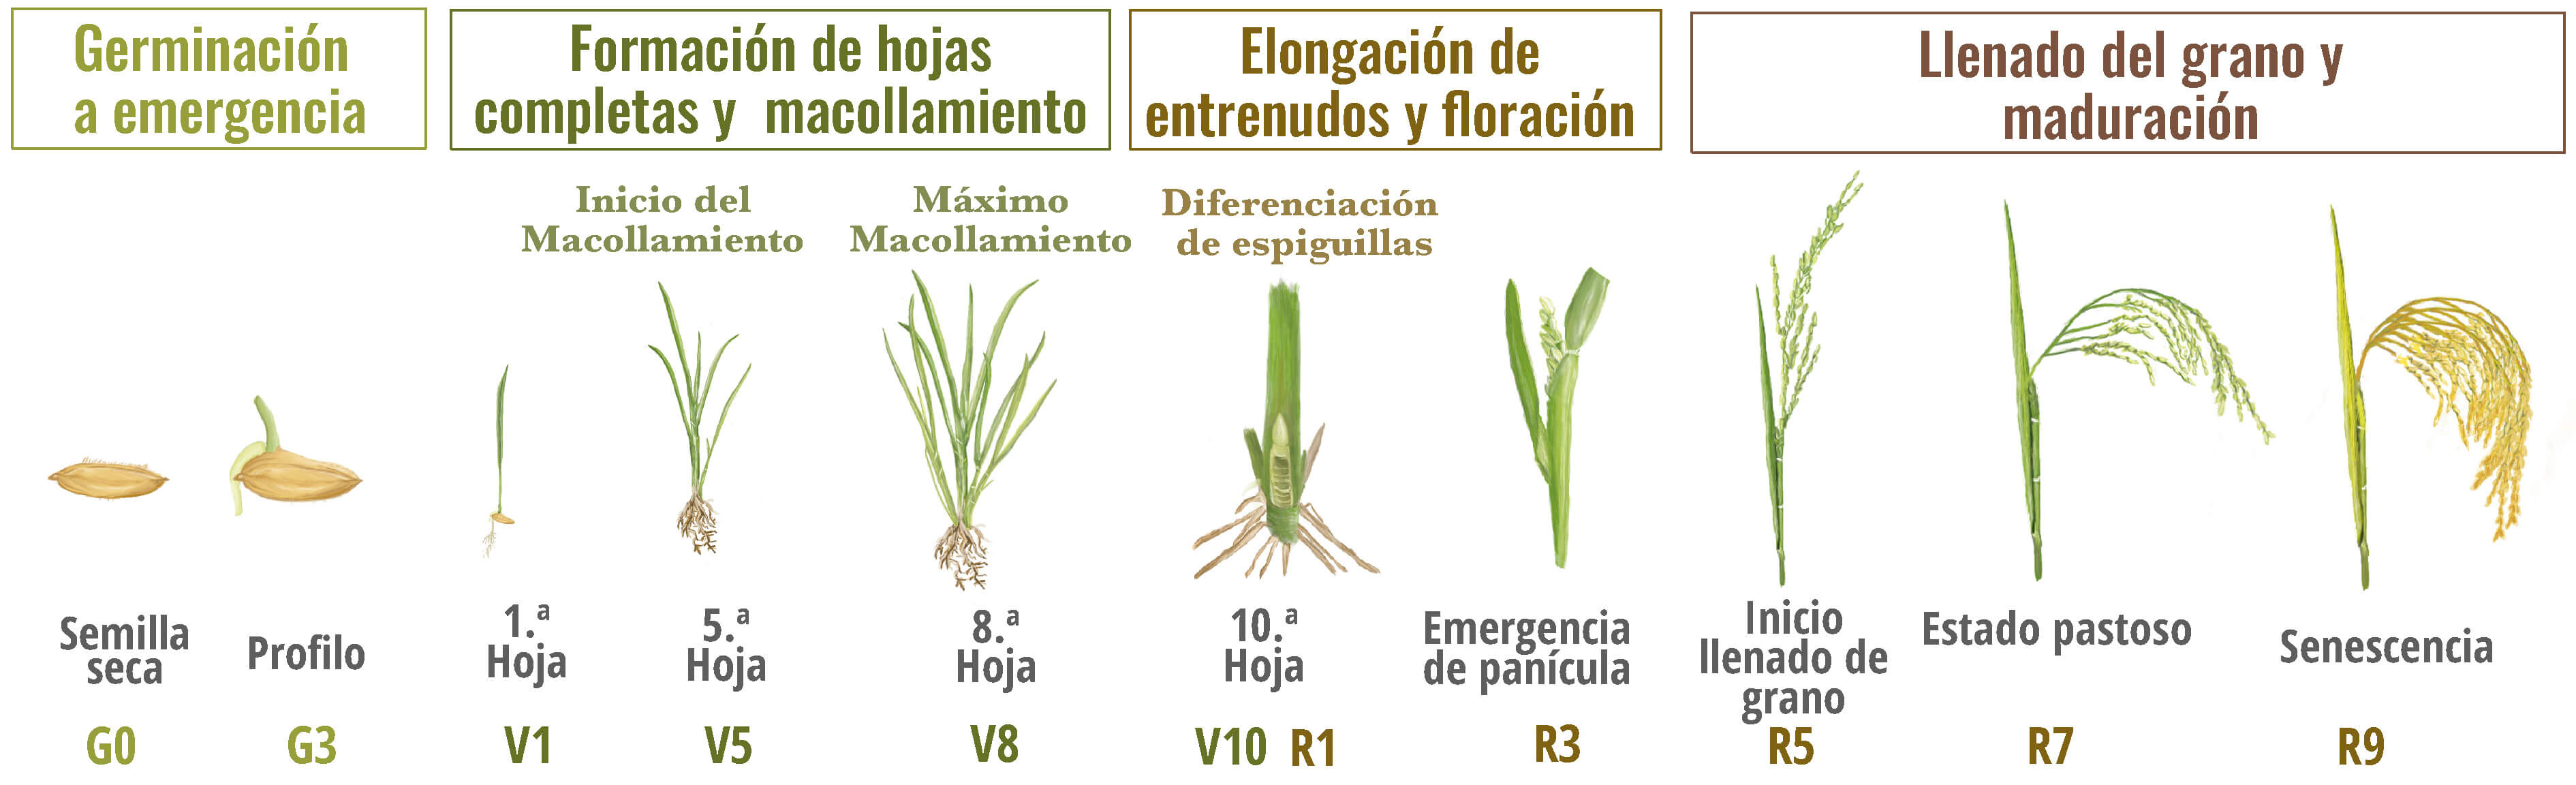 Germinación
a emergencia
Formación de hojas
completas y macollamiento
Elongación de
entrenudos y floración
Llenado del grano y
maduración
Inicio del
Macollamiento
Máximo
Macollamiento
Diferenciación
de espiguillas
Semilla
seca
Profilo
1.ª
Hoja
5.ª
Hoja
8.ª
Hoja
10.ª
Hoja
Emergencia
de panícula
Inicio
llenado de
grano
Estado pastoso
Senescencia
G0
G3
V1
V5
V8
V10 R1
R3
R5
R7
R9